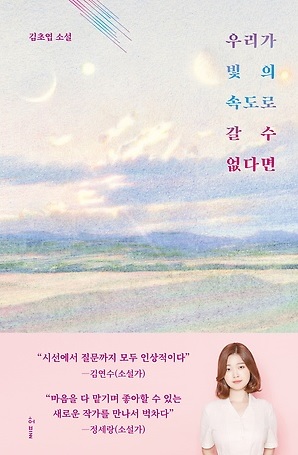 김초엽 소설
우리가
빛의
속도로
갈 수
없다면
“시선에서 질문까지 모두 인상적이다”
—김연수(소설가)
“마음을 다 맡기며 좋아할 수 있는
새로운 작가를 만나서 벅차다”
—정세랑(소설가)
허블